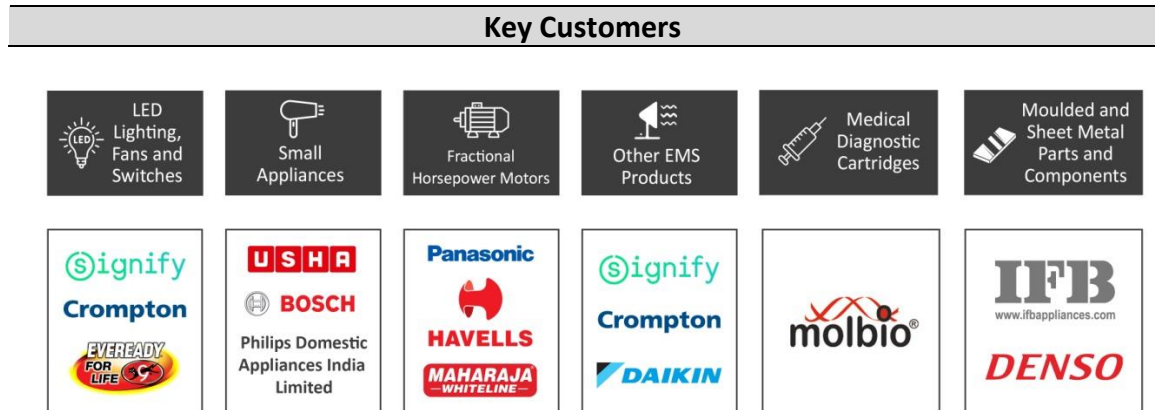 Key Customers
LED
LED
Lighting,
Fans and
Switches
Small
Appliances
Fractional
Horsepower Motors
Other EMS
Products
Medical
Diagnostic
Cartridges
Moulded and
Sheet Metal
Parts and
Components
Signify
Crompton
EVEREADY
FOR
LIFE 9
USHA
BOSCH
Philips Domestic
Appliances India
Limited
Panasonic
HAVELLS
MAHARAJA
WHITELINE
Signify
Crompton
DAIKIN
molbio®
IFB
www.ifbappliances.com
DENSO